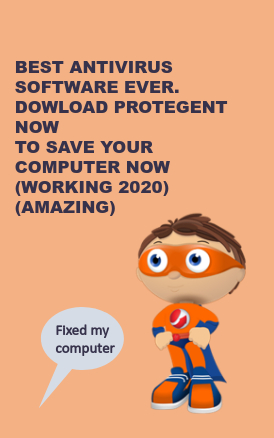 BEST ANTIVIRUS
SOFTWARE EVER.
DOWLOAD PROTEGENT
NOW
TO SAVE YOUR
COMPUTER NOW
(WORKING 2020)
(AMAZING)
FIxed my
computer